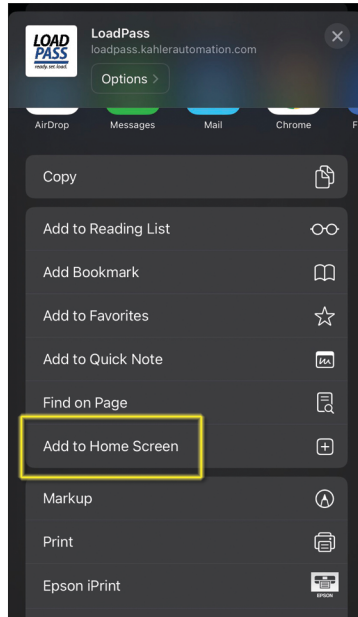 LOAD
PASS
ready. set. load.
LoadPass
loadpass.kahlerautomation.com
Options >
AirDrop Messages Mail Chrome F
Copy
Add to Reading List
Add Bookmark
Add to Favorites
Add to Quick Note
Find on Page
Add to Home Screen
Markup
Print
Epson iPrint
EPSON